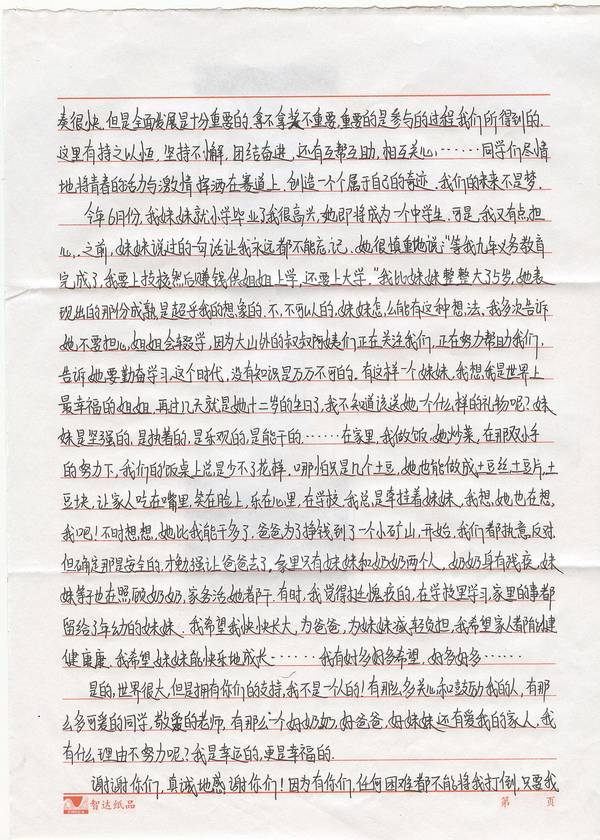 奏很快,但是全面发展是十分重要的,拿不拿奖不重要,重要的是参与的过程我们所得到的.
这里有持之以恒,坚持不懈,团结奋进,还有互帮互助,相互关心,………同学们尽情
地将青春的活力与激情挥洒在赛道上,创造一个个属于自己的奇迹,我们的未来不是梦.
今年6月份,我妹妹就小学毕业了我很高兴,她即将成为一个中学生,可是,我又有点担
心,之前,妹妹说过的一句话让我永远都不能忘记,她很慎重地说:"等我九年义务教育
完成了,我要上技校然后赚钱供姐姐上学,还要上大学."我比妹妹整整大了5岁,她表
现出的那份成熟是超乎我的想象的,不,不可以的,妹妹怎么能有这种想法,我多次告诉
她,不要担心,姐姐会辍学,因为大山外的叔叔阿姨们正在关注我们,正在努力帮助我们,
告诉她要勤奋学习,这个时代,没有知识是万万不可的.有这样一个妹妹,我想我是世界上
最幸福的姐姐,再过几天就是她十二岁的生日了,我不知道该送她一个什么样的礼物呢?妹
妹是坚强的,是执着的,是乐观的,是能干的………在家里,我做饭,她炒菜,在那双小手
的努力下,我们的饭桌上总是少不了花样.哪怕只是几个土豆,她也能做成土豆丝,土豆片,土
豆块,让家人吃在嘴里,笑在脸上,乐在心里,在学校,我总是牵挂着妹妹,我想,她也在想,
我吧!不时想想,她比我能干多了,爸爸为了挣钱到了一个小矿山,开始,我们都执意反对
但确定那是安全的,才勉强让爸爸去了,家里只有妹妹和奶奶两个人,奶奶身有残疾,妹
妹等于也在照顾奶奶,家务活她都干.有时,我觉得挺愧疚的,在学校里学习,家里的事都
留给了年幼的妹妹.我希望我快快长大,为爸爸,为妹妹减轻负担,我希望家人都能健
健康康,我希望妹妹能快乐地成长………我有好多好多希望,好多好多……
是的,世界很大,但是拥有你们的支持,我不是一个人的!有那么多关心和鼓励我的人,有那
么多可爱的同学,敬爱的老师,有那么一个好奶奶,好爸爸,好妹妹还有爱我的家人,我
有什么理由不努力呢?我是幸运的,更是幸福的.
谢谢你们,真诚地感谢你们!因为有你们,任何困难都不能将我打倒,只要我
智达纸品
第 页